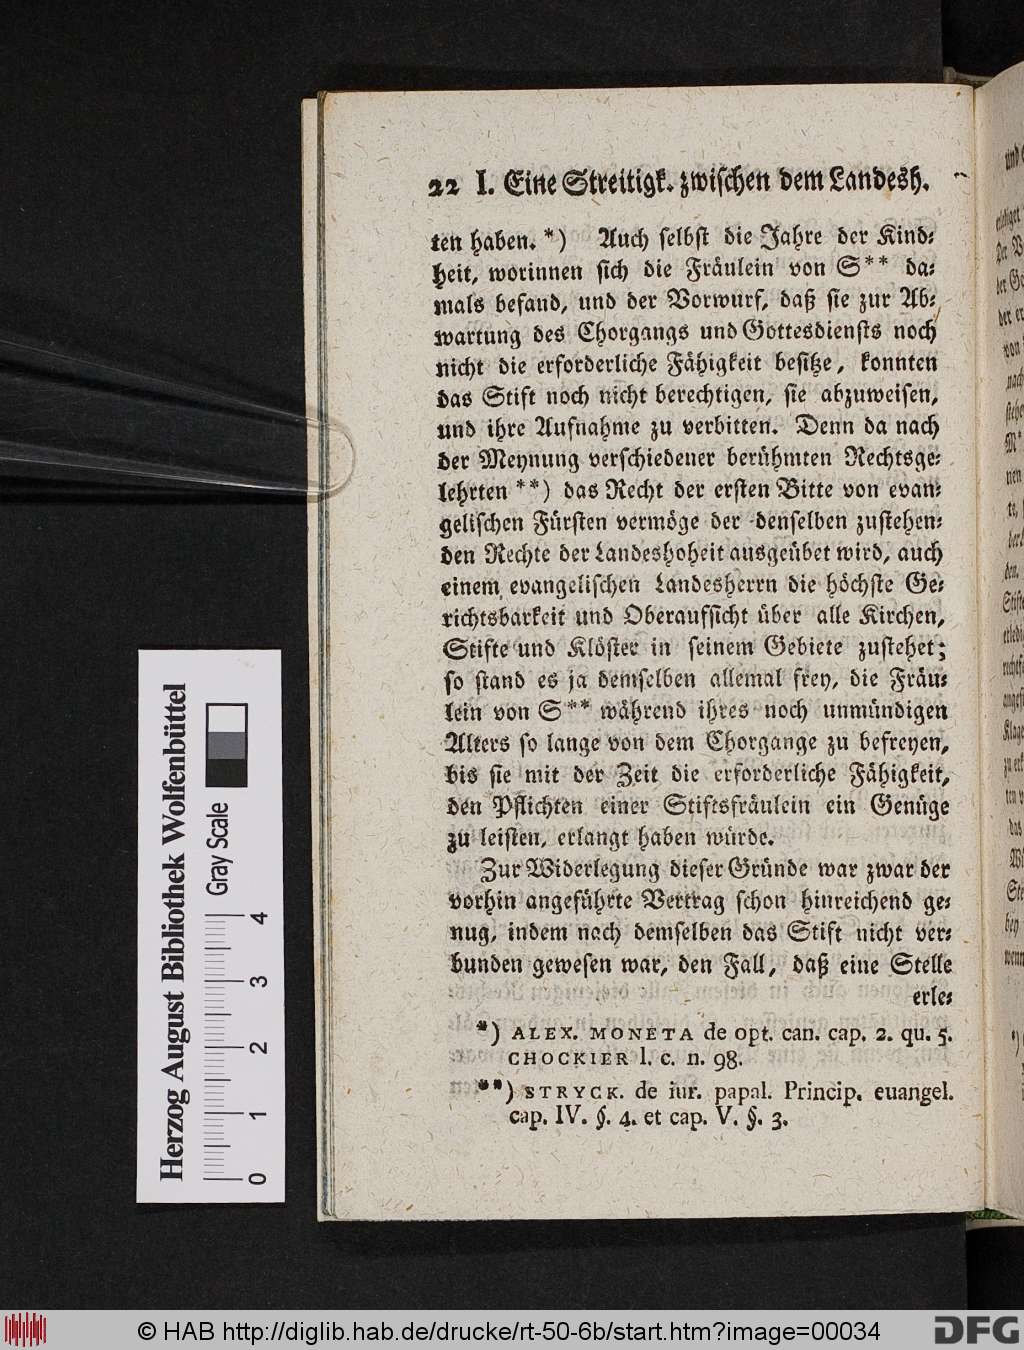 22 I. Eine Streitigk. zwischen dem Landesh.
ten haben. *) Auch selbst die Jahre der Kind:
heit, worinnen sich die Fräulein von S** da:
mals befand, und der Vorwurf, daß sie zur Ab:
wartung des Chorgangs und Gottesdiensts noch
nicht die erforderliche Fähigkeit besitze, konnten
das Stift noch nicht berechtigen, sie abzuweisen,
und ihre Aufnahme zu verbitten. Denn da nach
der Meynung verschiedener berühmten Rechtsge:
lehrten **) das Recht der ersten Bitte von evan:
gelischen Fürsten vermöge der denselben zustehen:
den Rechte der Landeshoheit ausgeübet wird, auch
einem evangelischen Landesherrn die höchste Ge:
richtsbarkeit und Oberaufsicht über alle Kirchen,
Stifte und Klöster in seinem Gebiete zustehet;
so stand es ja demselben allemal frey, die Fräu:
lein von S** während ihres noch unmündigen
Alters so lange von dem Chorgange zu befreyen,
bis sie mit der Zeit die erforderliche Fähigkeit,
den Pflichten einer Stiftsfräulein ein Genüge
zu leisten, erlangt haben würde.
Zur Widerlegung dieser Gründe war zwar der
vorhin angeführte Vertrag schon hinreichend ge:
nug, indem nach demselben das Stift nicht ver:
bunden gewesen war, den Fall, daß eine Stelle
erle:
*) ALEX. MONETA de opt. can. cap. 2. qu. 5.
CHOCKIER l. c. n. 98.
**) STRYCK. de iur. papal. Princip. euangel.
cap. IV. §. 4. et cap. V. §. 3.
Herzog August Bibliothek Wolfenbüttel
Gray Scale
0 1 2 3 4
© HAB http://diglib.hab.de/drucke/rt-50-6b/start.htm?image=00034
DFG